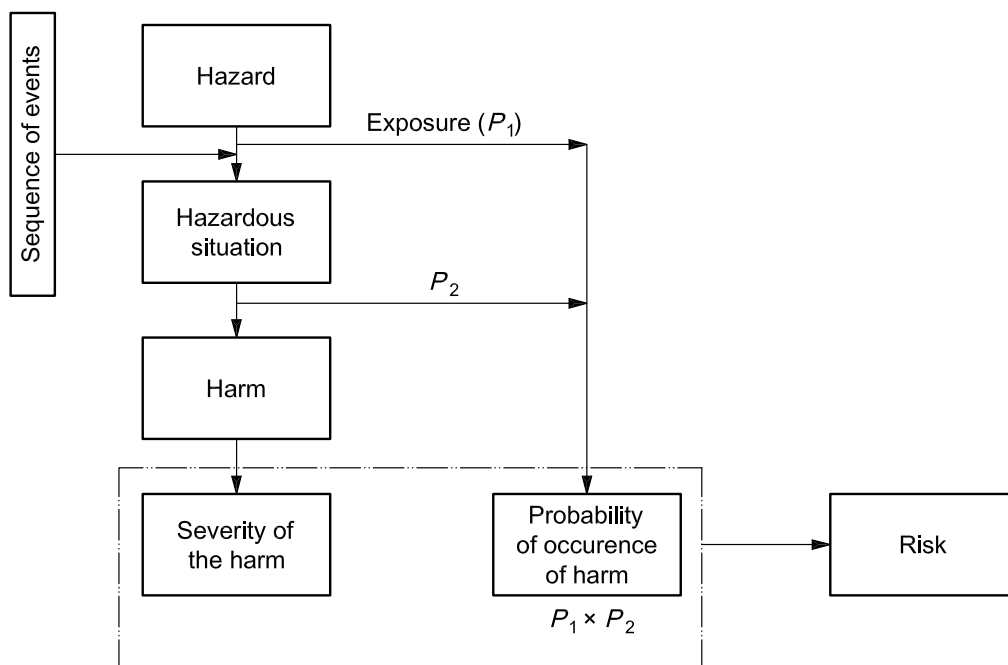 Sequence of events
Hazard
Exposure (P1)
Hazardous
situation
P2
Harm
Severity of
the harm
Probability
of occurence
of harm
P1 × P2
Risk